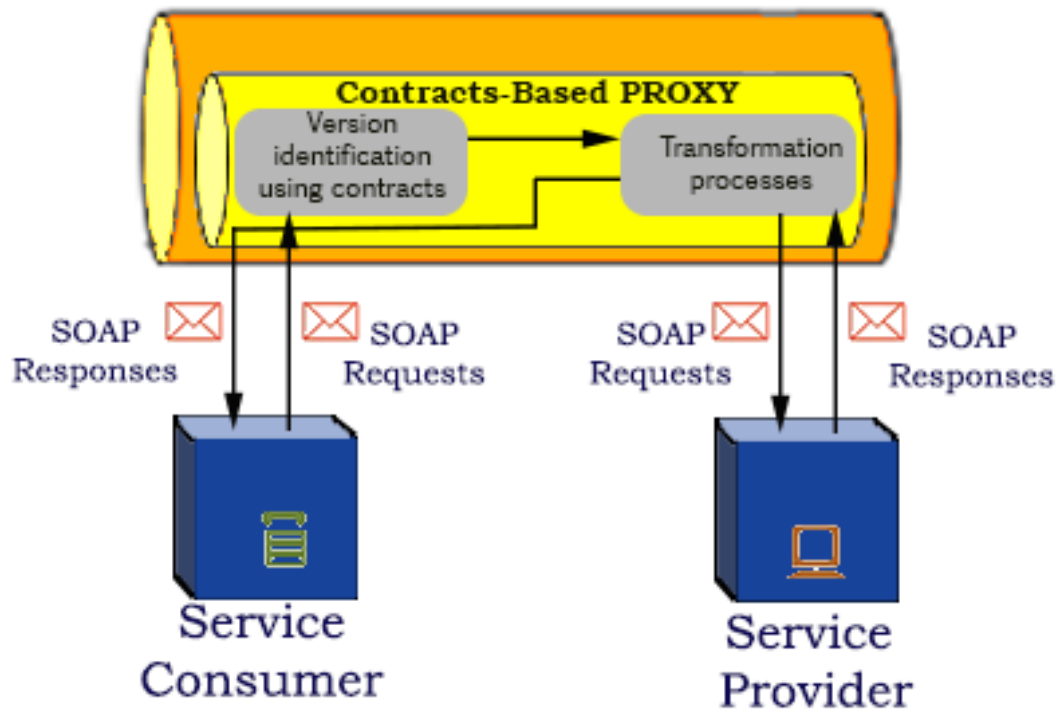 Contracts-Based PROXY
Version
identification
using contracts
Transformation
processes
SOAP
Responses
SOAP
Requests
SOAP
Requests
SOAP
Responses
Service
Consumer
Service
Provider